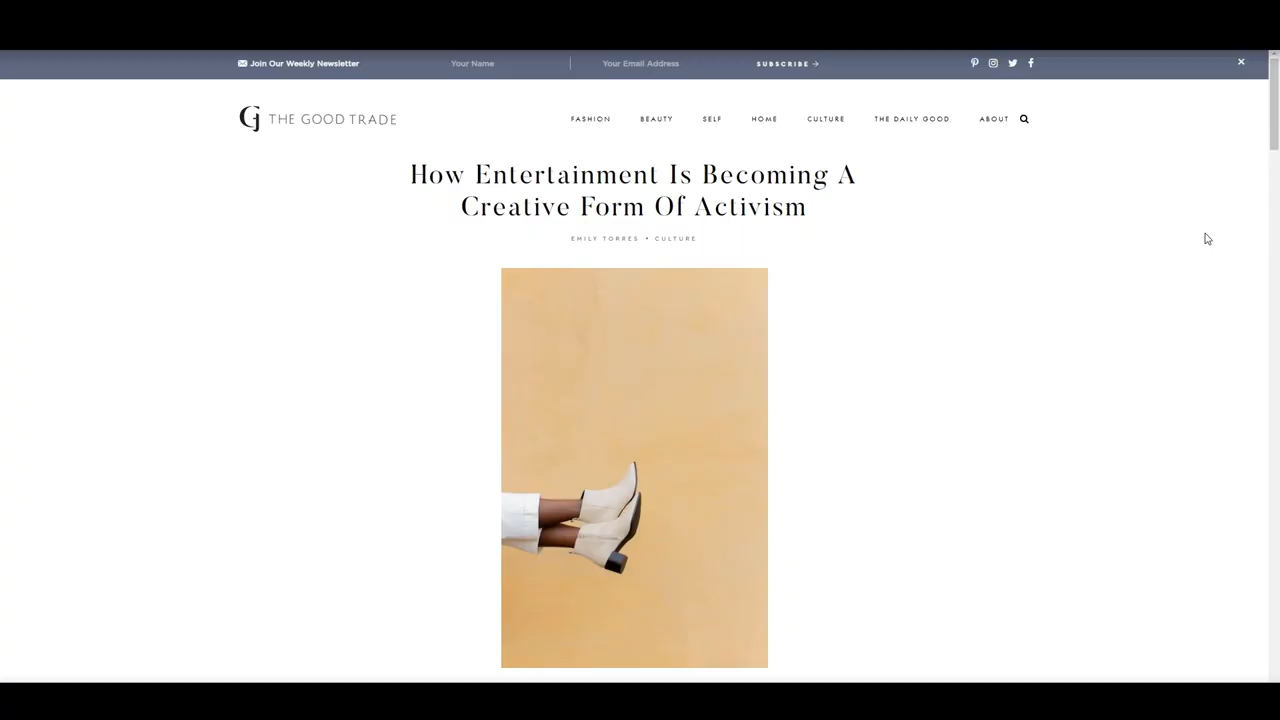 Join Our Weekly Newsletter
Your Name
Your Email Address
SUBSCRIBE →
GT THE GOOD TRADE
FASHION
BEAUTY
SELF
HOME
CULTURE
THE DAILY GOOD
ABOUT
How Entertainment Is Becoming A
Creative Form Of Activism
EMILY TORRES • CULTURE